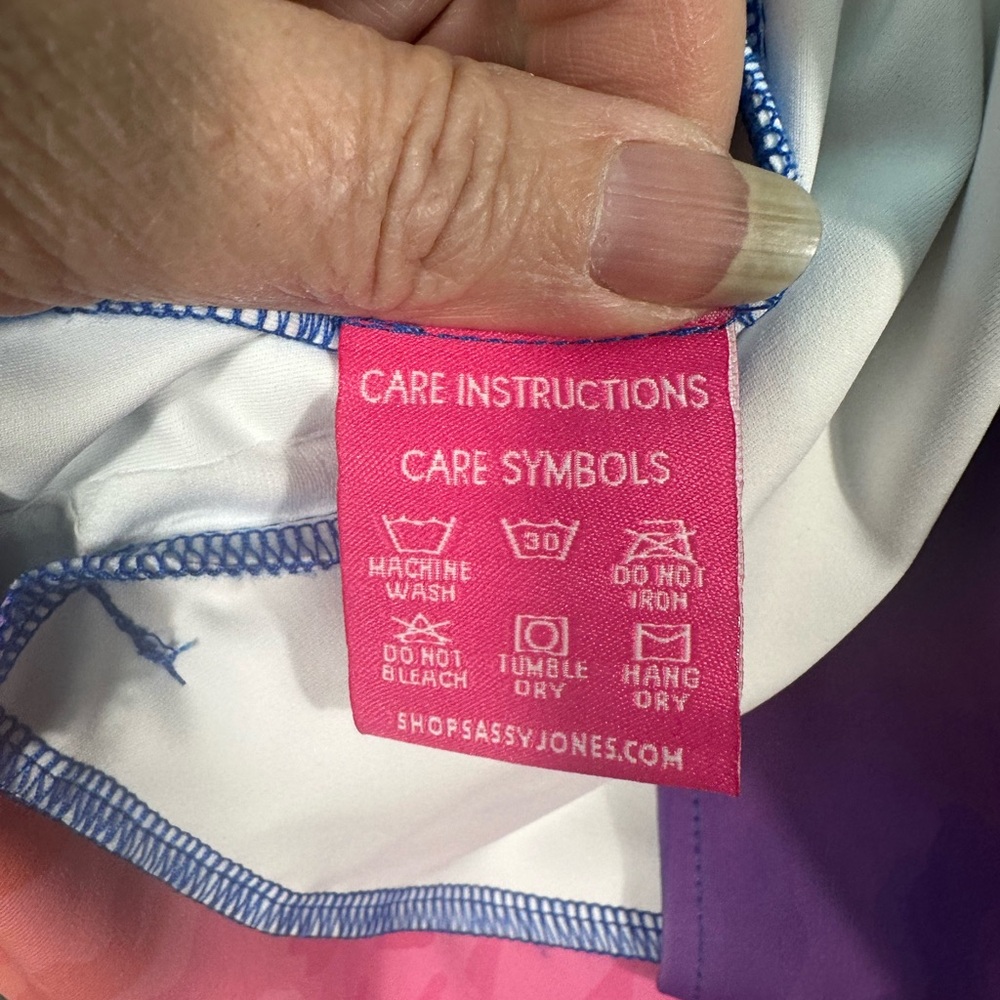 CARE INSTRUCTIONS
CARE SYMBOLS
30
MACHINE WASH
DO NOT IRON
DO NOT BLEACH
TUMBLE DRY
HANG DRY
SHOPSASSYJONES.COM